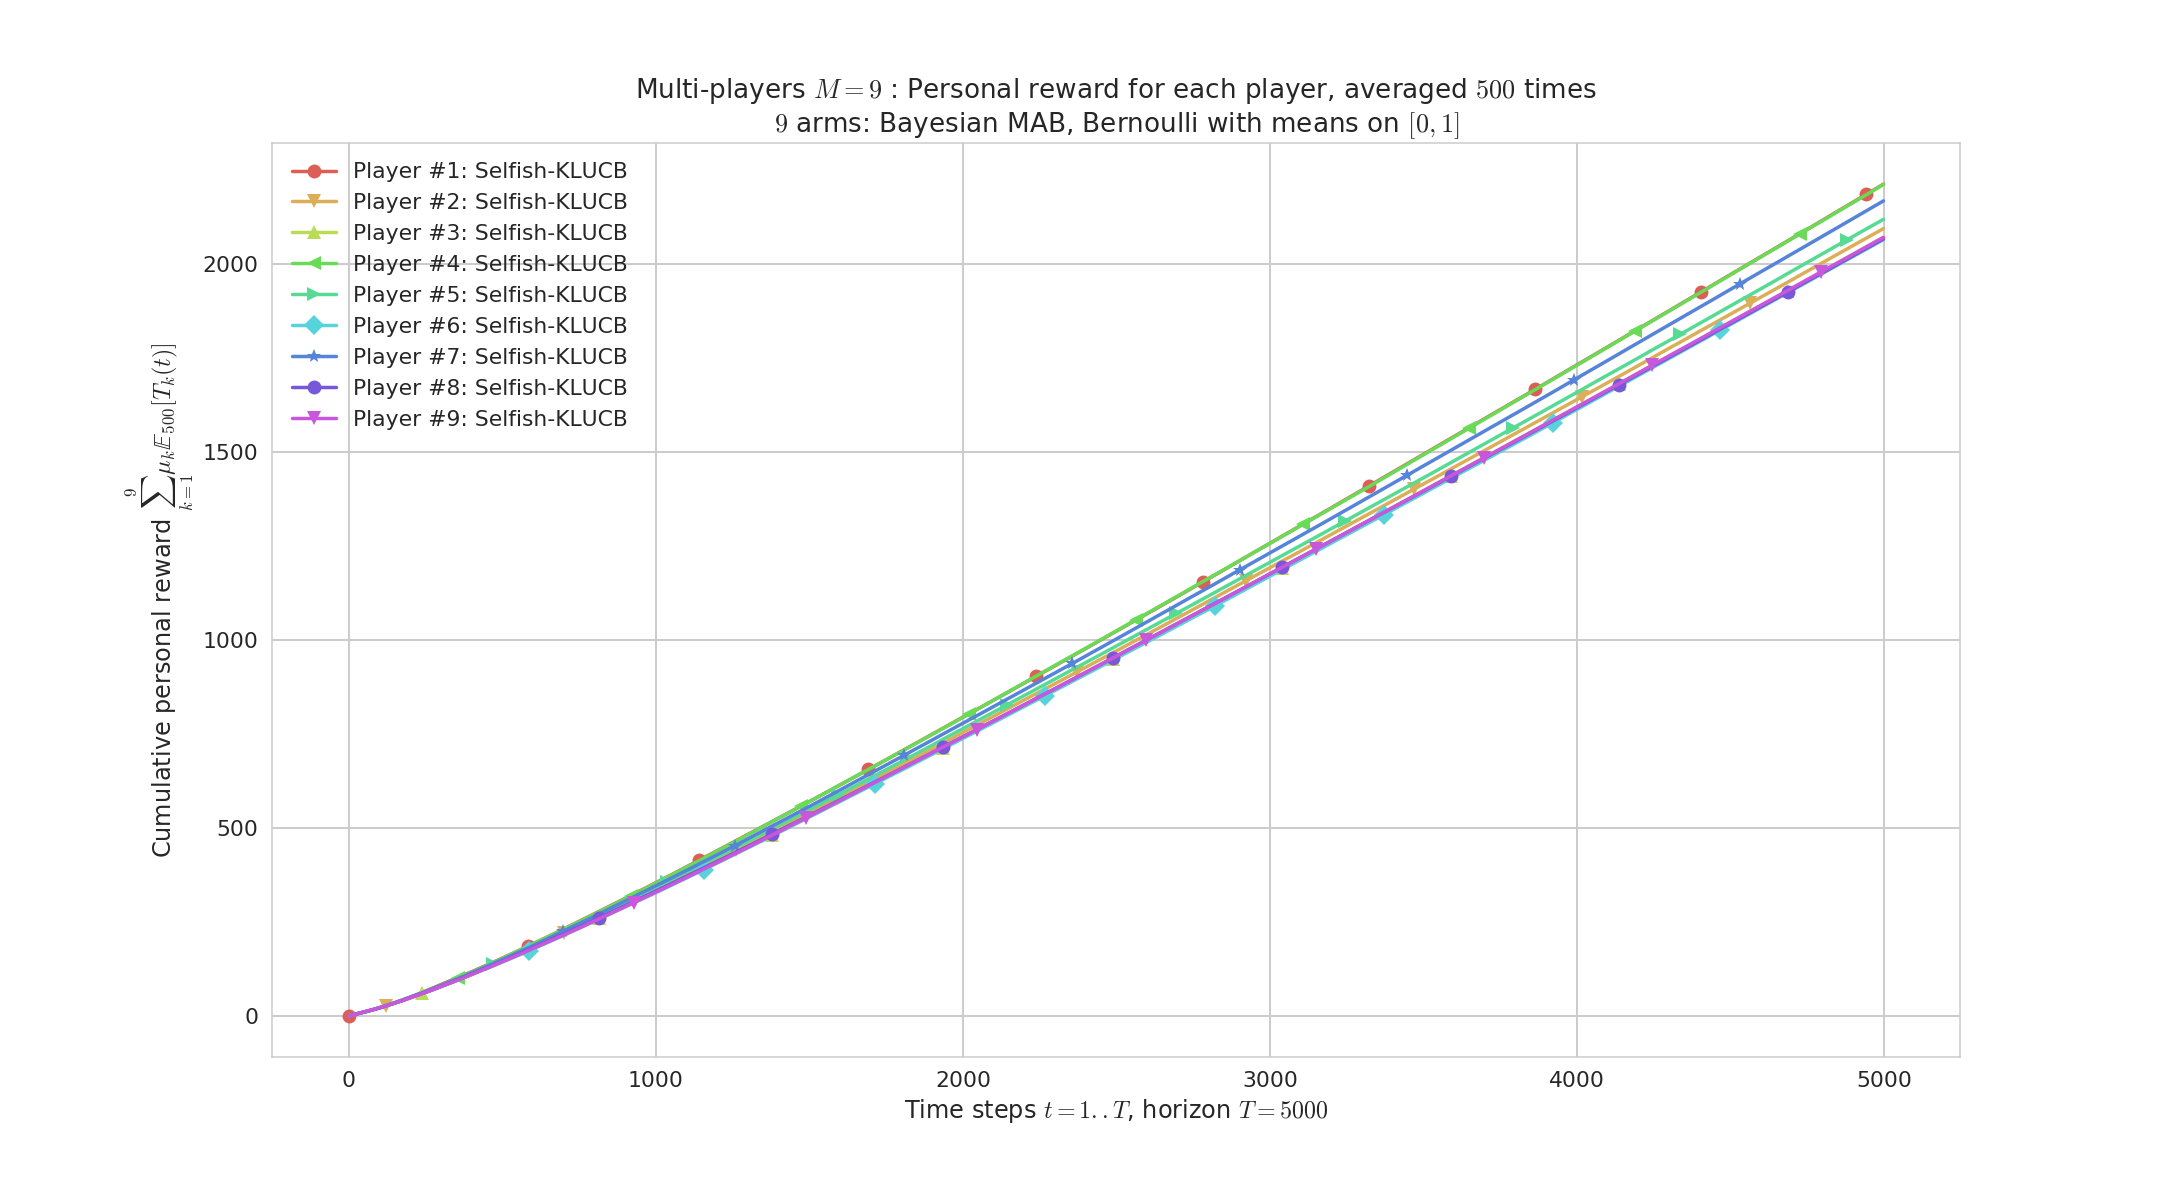 Multi-players M = 9 : Personal reward for each player, averaged 500 times
9 arms: Bayesian MAB, Bernoulli with means on [0, 1]
Player #1: Selfish-KLUCB
Player #2: Selfish-KLUCB
Player #3: Selfish-KLUCB
Player #4: Selfish-KLUCB
Player #5: Selfish-KLUCB
Player #6: Selfish-KLUCB
Player #7: Selfish-KLUCB
Player #8: Selfish-KLUCB
Player #9: Selfish-KLUCB
Cumulative personal reward ∑_{k=1}^{9} μ_k 𝔼_{500}[T_k(t)]
2000
1500
1000
500
0
0 1000 2000 3000 4000 5000
Time steps t = 1..T, horizon T = 5000